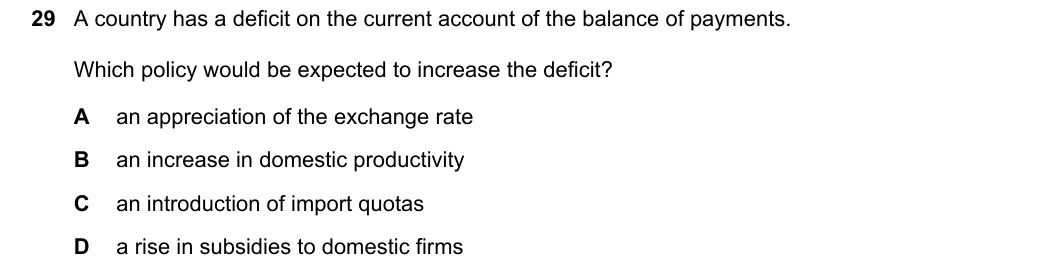 29 A country has a deficit on the current account of the balance of payments.
Which policy would be expected to increase the deficit?
A an appreciation of the exchange rate
B an increase in domestic productivity
C an introduction of import quotas
D a rise in subsidies to domestic firms